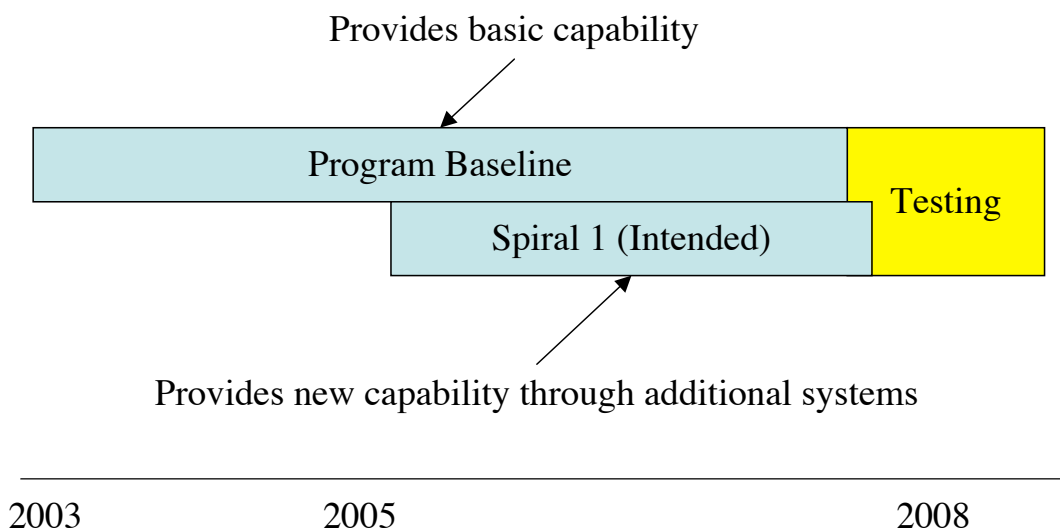 Provides basic capability
Program Baseline
Testing
Spiral 1 (Intended)
Provides new capability through additional systems
2003
2005
2008